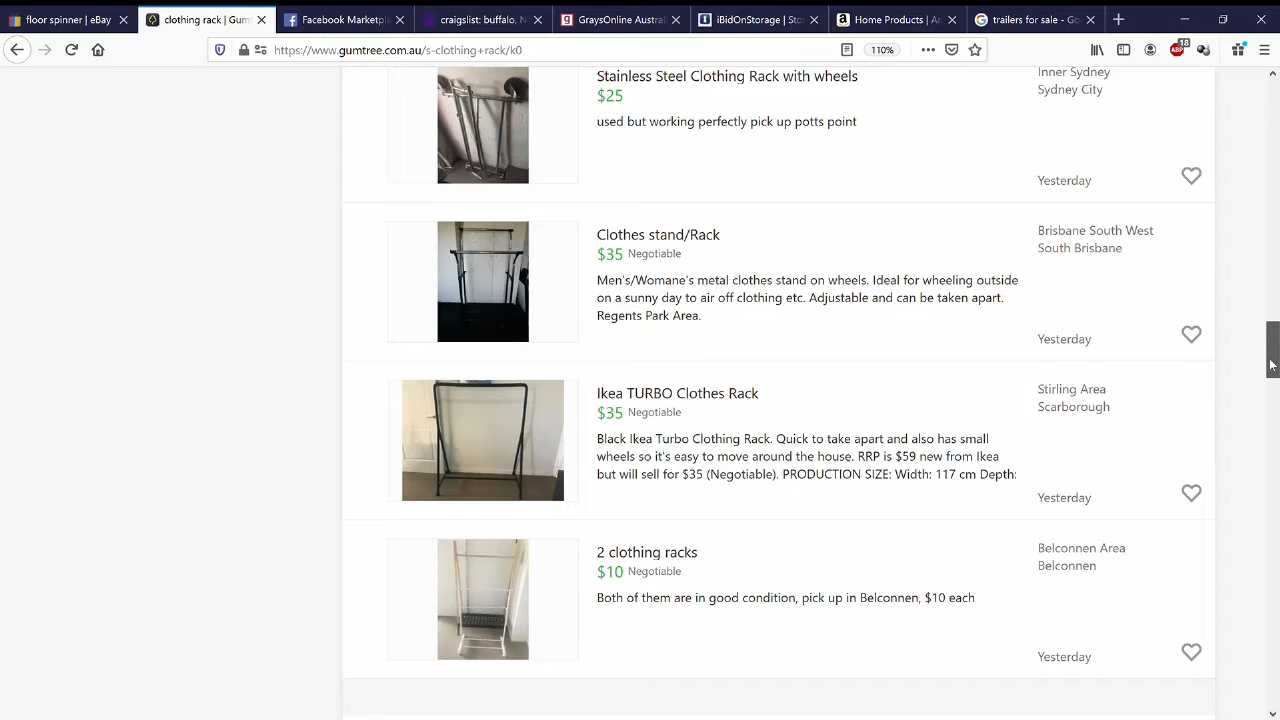 floor spinner | eBay
clothing rack | Gum
Facebook Marketpla
craigslist: buffalo, N
GraysOnline Australi
iBidOnStorage | Stor
Home Products | Am
trailers for sale - Go
https://www.gumtree.com.au/s-clothing+rack/k0
110%
18
ABP
Stainless Steel Clothing Rack with wheels
$25
used but working perfectly pick up potts point
Inner Sydney
Sydney City
Yesterday
Clothes stand/Rack
$35 Negotiable
Men's/Womane's metal clothes stand on wheels. Ideal for wheeling outside
on a sunny day to air off clothing etc. Adjustable and can be taken apart.
Regents Park Area.
Brisbane South West
South Brisbane
Yesterday
Ikea TURBO Clothes Rack
$35 Negotiable
Black Ikea Turbo Clothing Rack. Quick to take apart and also has small
wheels so it's easy to move around the house. RRP is $59 new from Ikea
but will sell for $35 (Negotiable). PRODUCTION SIZE: Width: 117 cm Depth:
Stirling Area
Scarborough
Yesterday
2 clothing racks
$10 Negotiable
Both of them are in good condition, pick up in Belconnen, $10 each
Belconnen Area
Belconnen
Yesterday